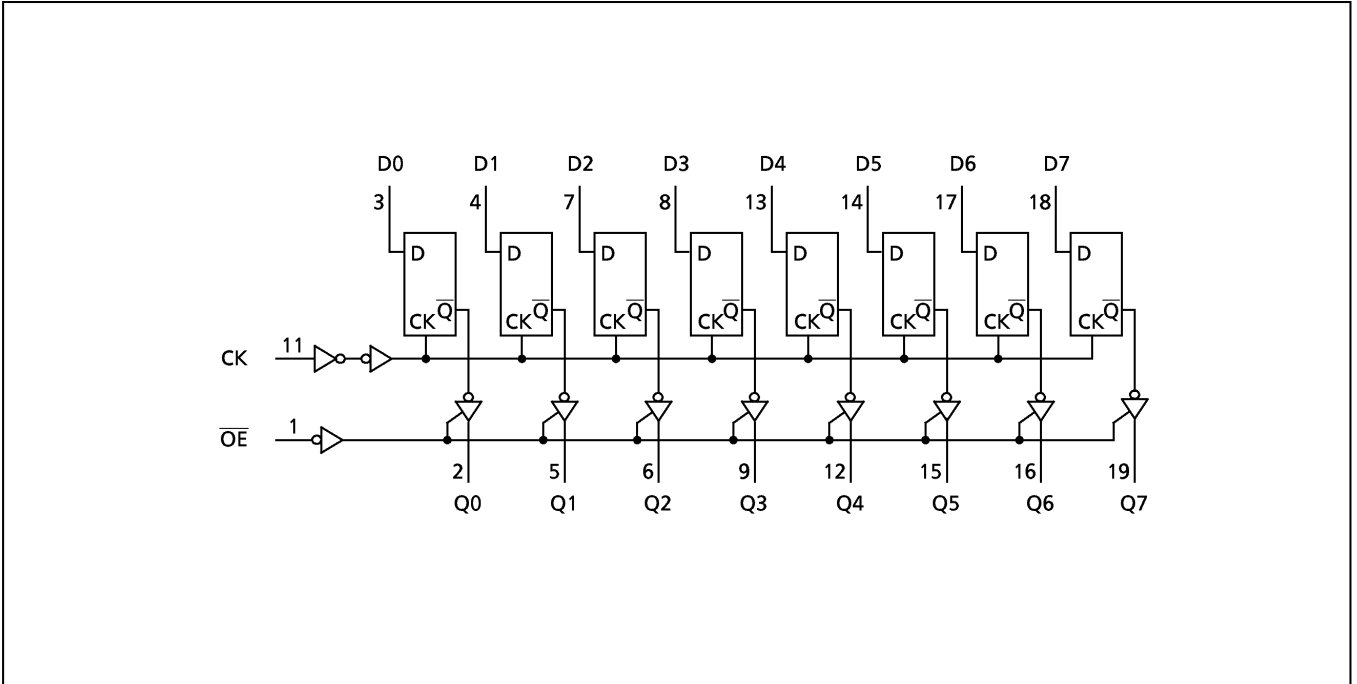 D0 D1 D2 D3 D4 D5 D6 D7
3 4 7 8 13 14 17 18
D D D D D D D D
Q̅ Q̅ Q̅ Q̅ Q̅ Q̅ Q̅ Q̅
CK CK CK CK CK CK CK CK
CK 11
O̅E̅ 1
2 5 6 9 12 15 16 19
Q0 Q1 Q2 Q3 Q4 Q5 Q6 Q7